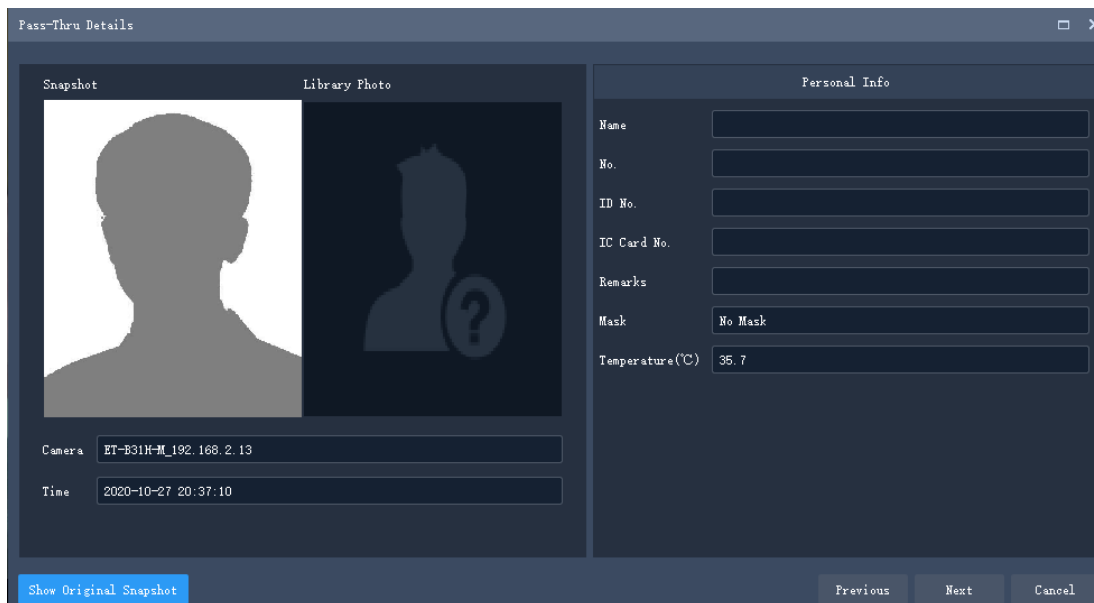 Pass-Thru Details
Snapshot
Library Photo
?
Camera
ET-B31H-M_192.168.2.13
Time
2020-10-27 20:37:10
Personal Info
Name
No.
ID No.
IC Card No.
Remarks
Mask
No Mask
Temperature(℃)
35.7
Show Original Snapshot
Previous
Next
Cancel